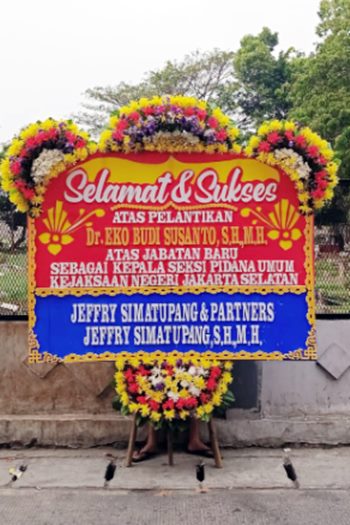 Selamat & Sukses
ATAS PELANTIKAN
Dr. EKO BUDI SUSANTO, S.H,M.H.
ATAS JABATAN BARU
SEBAGAI KEPALA SEKSI PIDANA UMUM
KEJAKSAAN NEGERI JAKARTA SELATAN
JEFFRY SIMATUPANG & PARTNERS
JEFFRY SIMATUPANG,S.H,M.H.